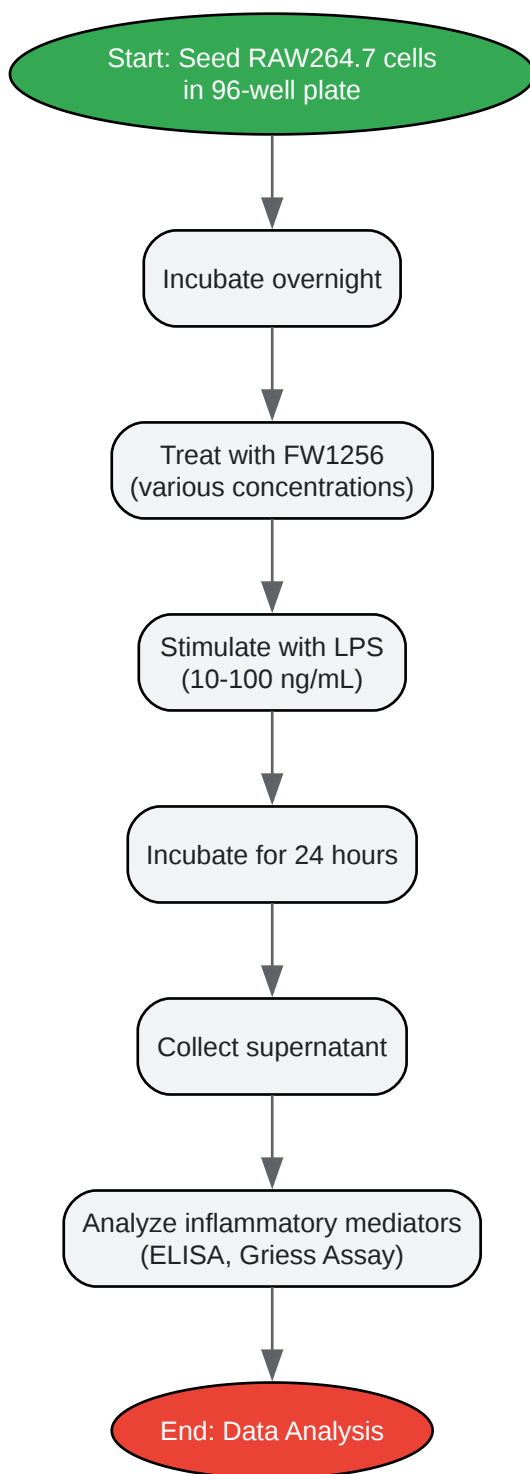 Start: Seed RAW264.7 cells
in 96-well plate
Incubate overnight
Treat with FW1256
(various concentrations)
Stimulate with LPS
(10-100 ng/mL)
Incubate for 24 hours
Collect supernatant
Analyze inflammatory mediators
(ELISA, Griess Assay)
End: Data Analysis